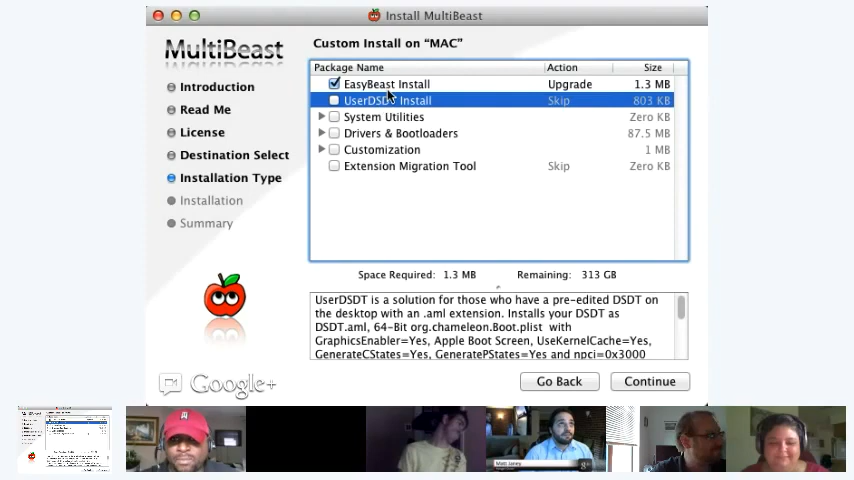 Install MultiBeast
MultiBeast
Custom Install on “MAC”
Introduction
Read Me
License
Destination Select
Installation Type
Installation
Summary
Package Name Action Size
EasyBeast Install Upgrade 1.3 MB
UserDSDT Install Skip 803 KB
System Utilities Zero KB
Drivers & Bootloaders 87.5 MB
Customization 1 MB
Extension Migration Tool Skip Zero KB
Space Required: 1.3 MB Remaining: 313 GB
UserDSDT is a solution for those who have a pre-edited DSDT on
the desktop with an .aml extension. Installs your DSDT as
DSDT.aml, 64-Bit org.chameleon.Boot.plist with
GraphicsEnabler=Yes, Apple Boot Screen, UseKernelCache=Yes,
GenerateCStates=Yes, GeneratePStates=Yes and npci=0x3000
Google+
Go Back Continue